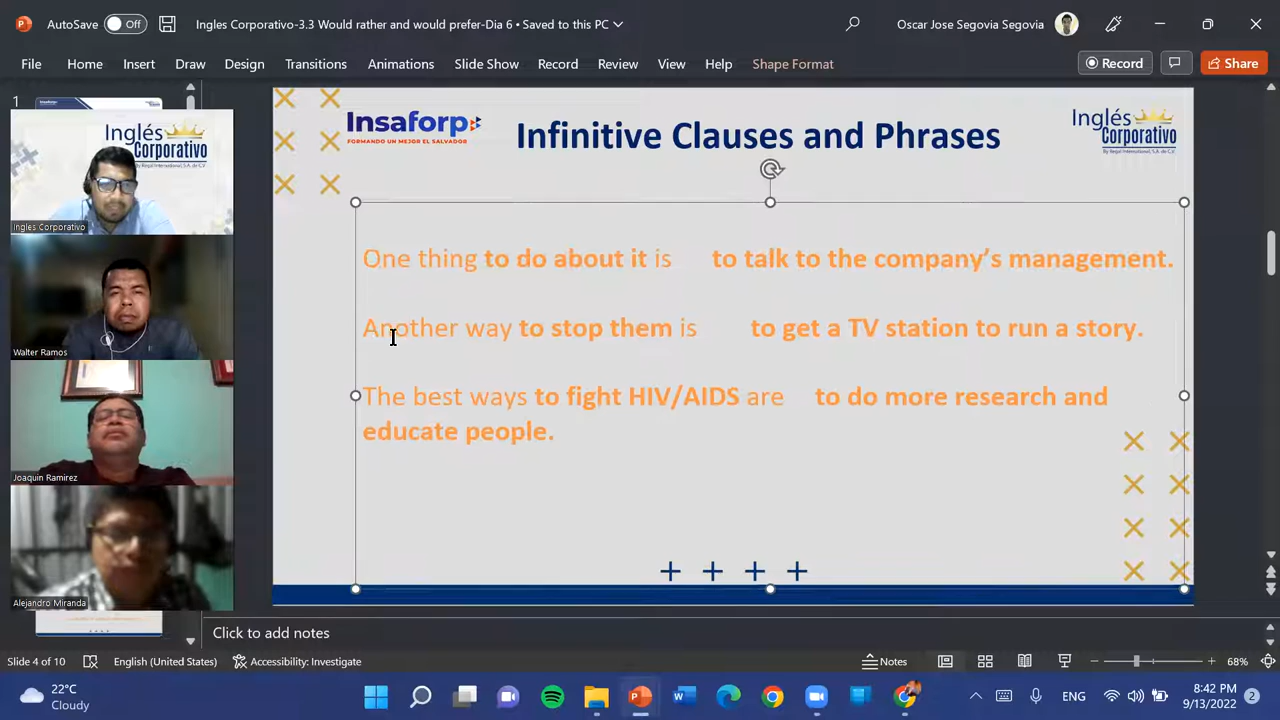 AutoSave Off Ingles Corporativo-3.3 Would rather and would prefer-Dia 6 • Saved to this PC Oscar Jose Segovia Segovia
File Home Insert Draw Design Transitions Animations Slide Show Record Review View Help Shape Format Record Share
1
Inglés
Corporativo
Ingles Corporativo
Walter Ramos
Joaquin Ramirez
Alejandro Miranda
Insaforp
FORMANDO UN MEJOR EL SALVADOR
Infinitive Clauses and Phrases
Inglés
Corporativo
By Regal International, S.A. de C.V.
One thing to do about it is to talk to the company's management.
Another way to stop them is to get a TV station to run a story.
The best ways to fight HIV/AIDS are to do more research and
educate people.
Click to add notes
Slide 4 of 10 English (United States) Accessibility: Investigate Notes 68%
22°C
Cloudy
ENG
8:42 PM
9/13/2022
2